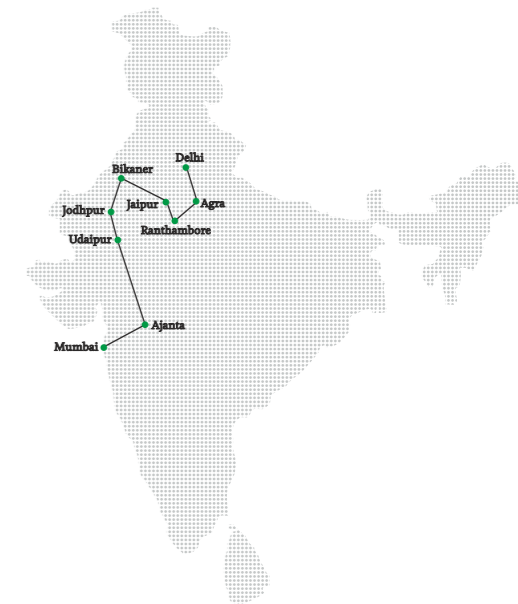 Delhi
Bikaner
Jaipur
Agra
Jodhpur
Ranthambore
Udaipur
Ajanta
Mumbai